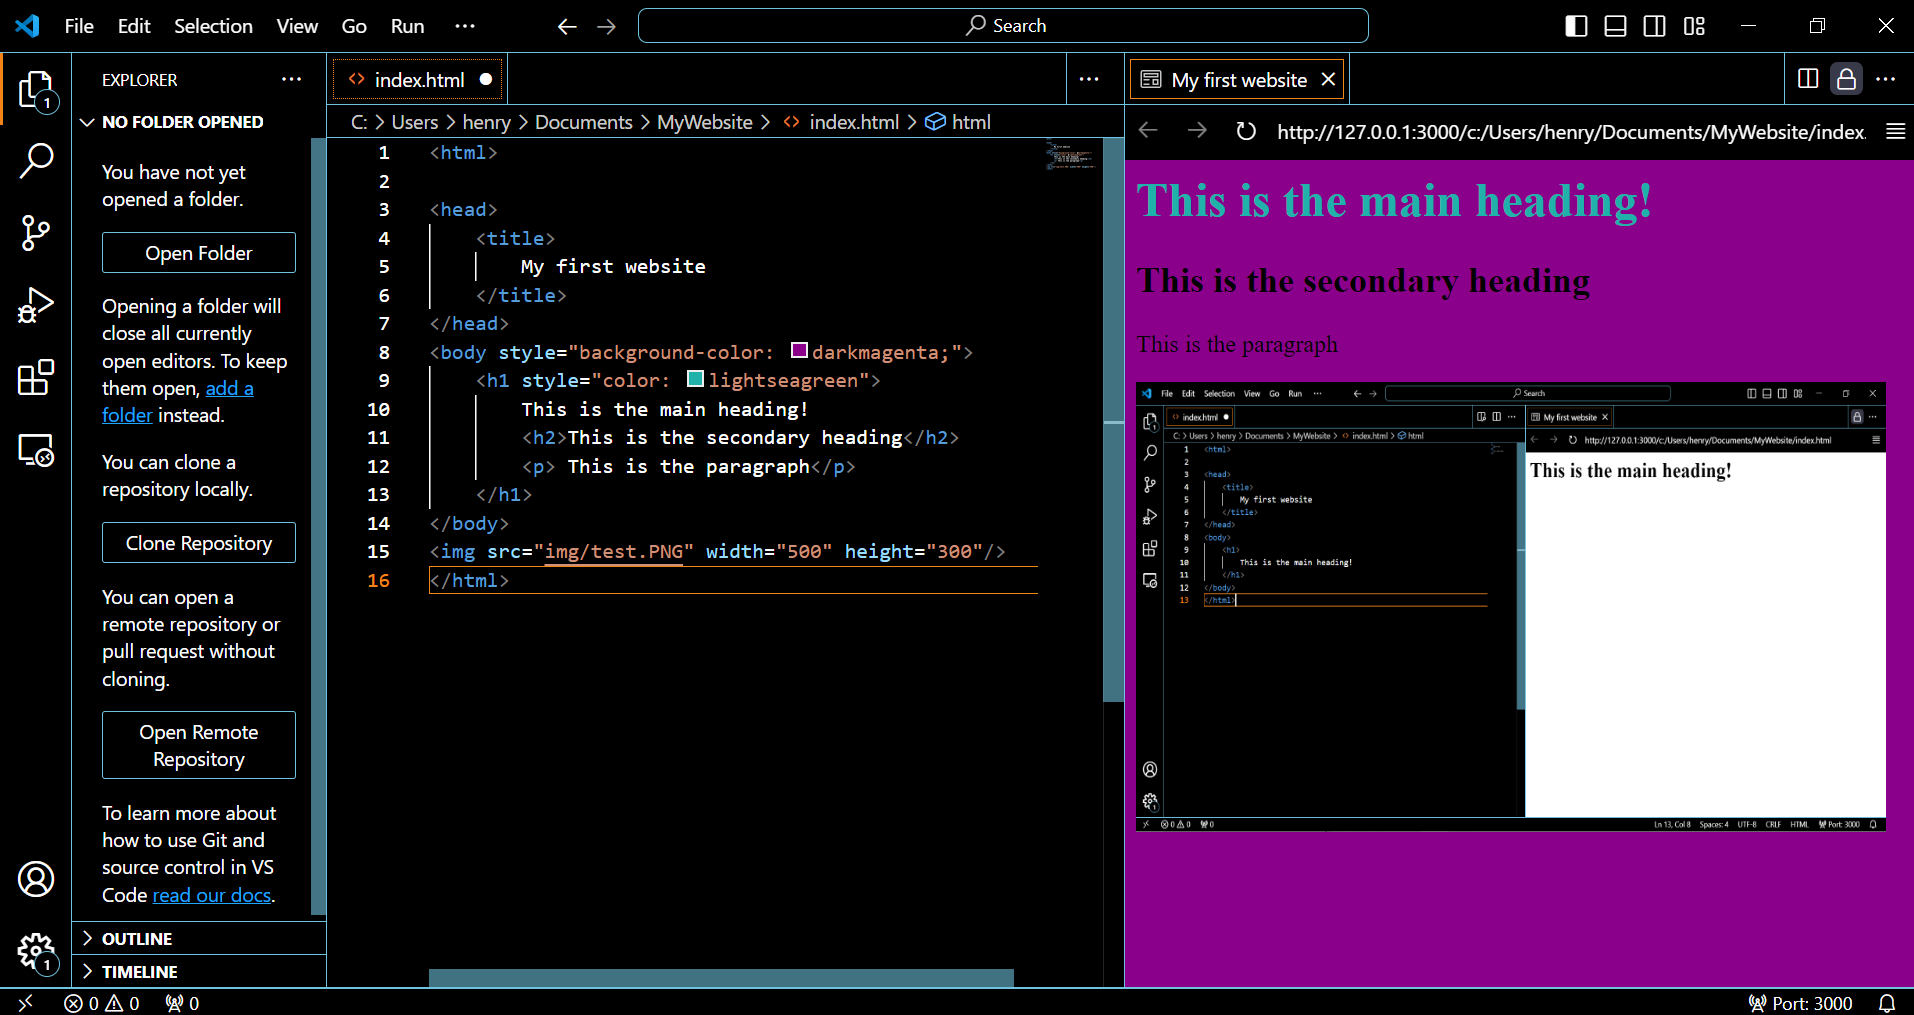 File Edit Selection View Go Run ··· Search
EXPLORER ···
NO FOLDER OPENED
You have not yet
opened a folder.
Open Folder
Opening a folder will
close all currently
open editors. To keep
them open, add a
folder instead.
You can clone a
repository locally.
Clone Repository
You can open a
remote repository or
pull request without
cloning.
Open Remote
Repository
To learn more about
how to use Git and
source control in VS
Code read our docs.
OUTLINE
TIMELINE
1
1
index.html
C: > Users > henry > Documents > MyWebsite > index.html > html
1 <html>
2
3 <head>
4 <title>
5 My first website
6 </title>
7 </head>
8 <body style="background-color: darkmagenta;">
9 <h1 style="color: lightseagreen">
10 This is the main heading!
11 <h2>This is the secondary heading</h2>
12 <p> This is the paragraph</p>
13 </h1>
14 </body>
15 <img src="img/test.PNG" width="500" height="300"/>
16 </html>
My first website
http://127.0.0.1:3000/c:/Users/henry/Documents/MyWebsite/index.
This is the main heading!
This is the secondary heading
This is the paragraph
File Edit Selection View Go Run ··· Search
index.html
C: > Users > henry > Documents > MyWebsite > index.html > html
1 <html>
2
3 <head>
4 <title>
5 My first website
6 </title>
7 </head>
8 <body>
9 <h1>
10 This is the main heading!
11 </h1>
12 </body>
13 </html>
My first website
http://127.0.0.1:3000/c:/Users/henry/Documents/MyWebsite/index.html
This is the main heading!
0 0 0 Ln 13, Col 8 Spaces: 4 UTF-8 CRLF HTML Port: 3000
0 0 0 Port: 3000